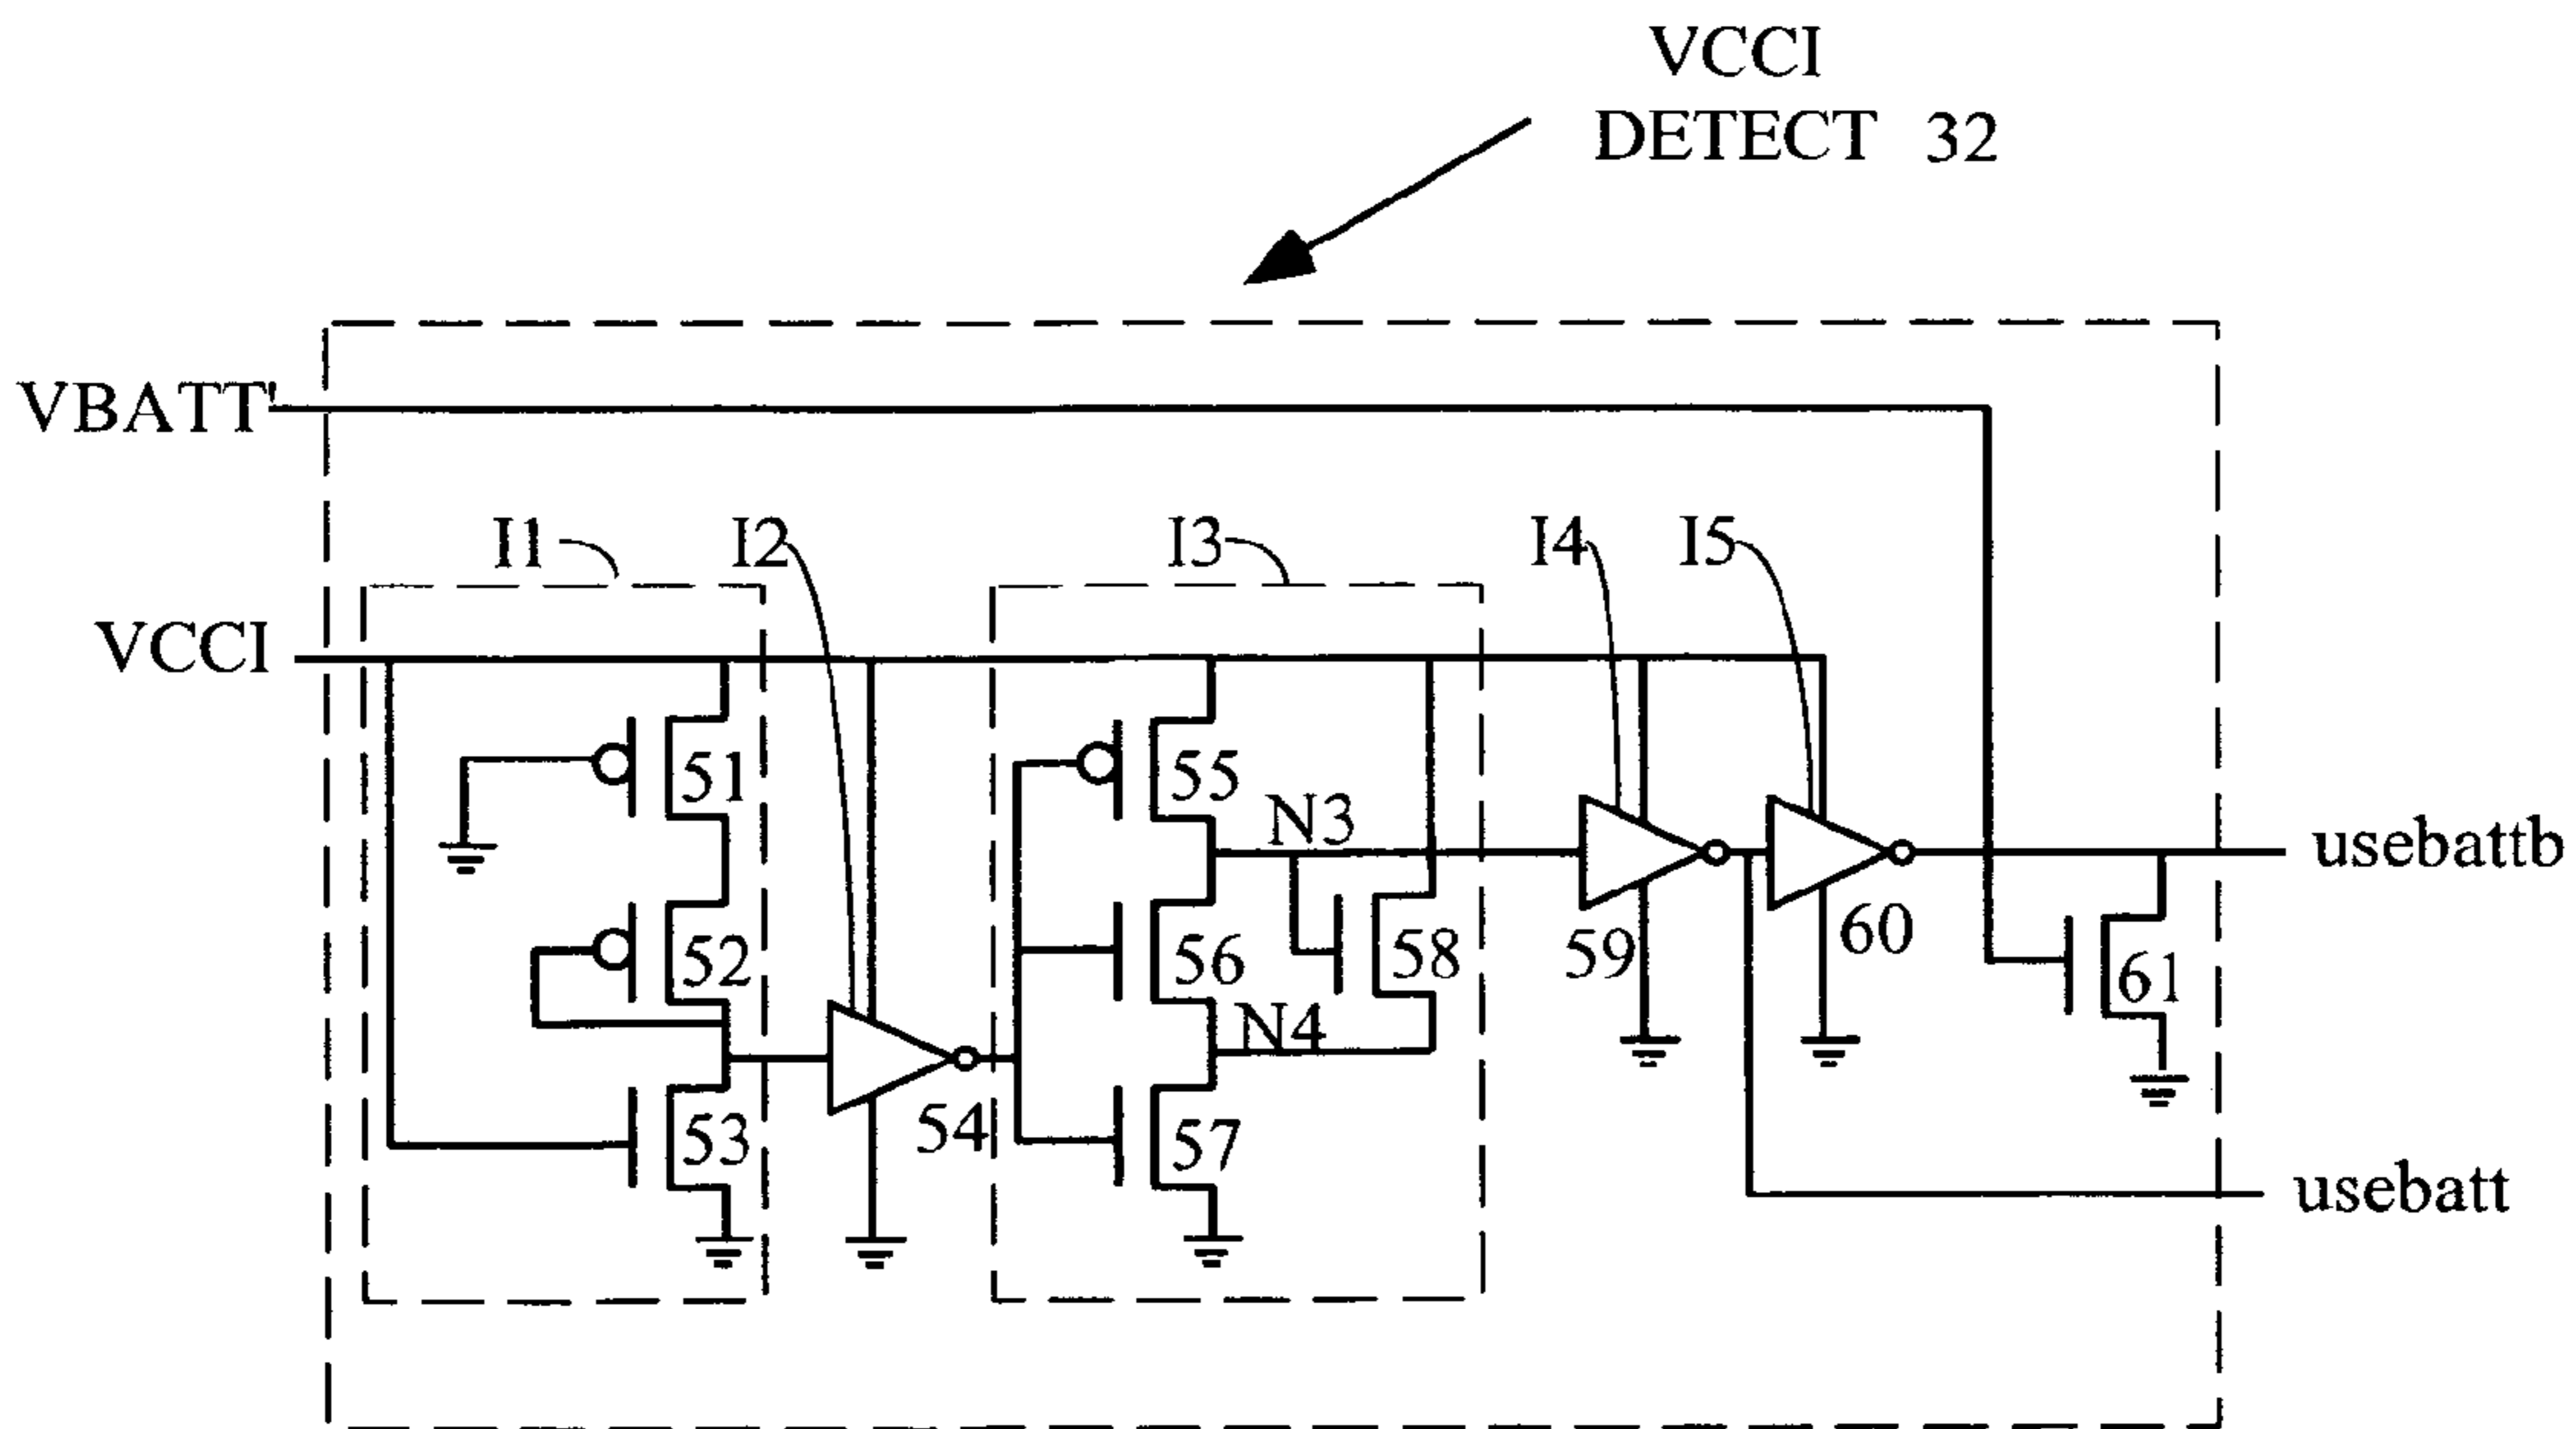 VCCI
DETECT 32
VBATT'
I1
I2
I3
I4
I5
VCCI
51
55
N3
usebattb
52
56
58
59
60
61
N4
53
54
57
usebatt